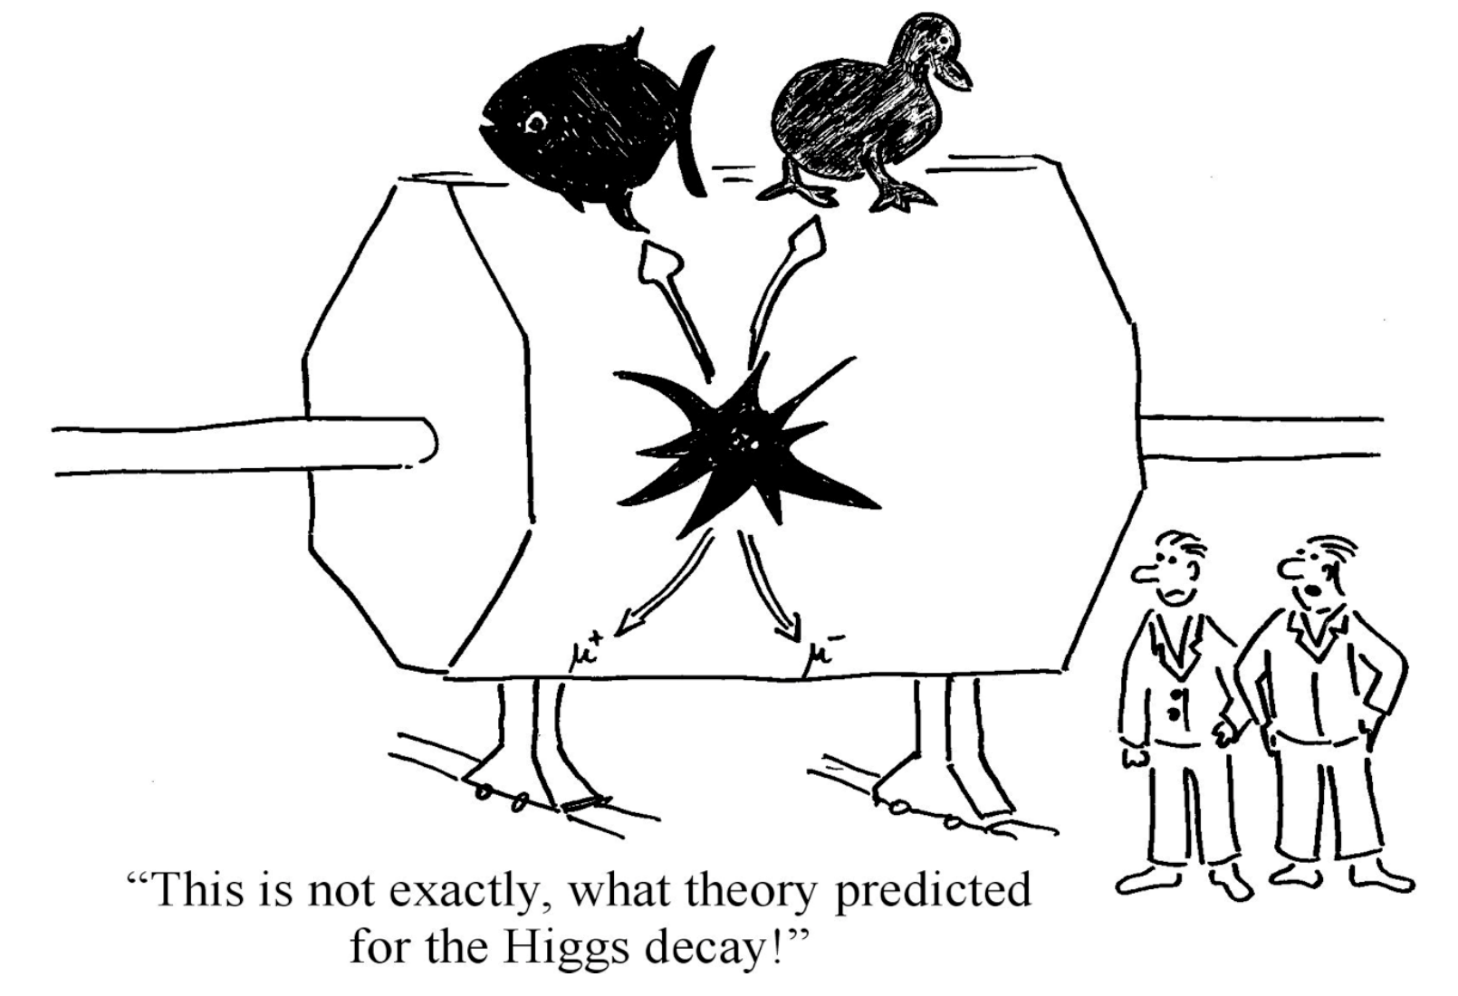 μ⁺ μ⁻
“This is not exactly, what theory predicted
for the Higgs decay!”